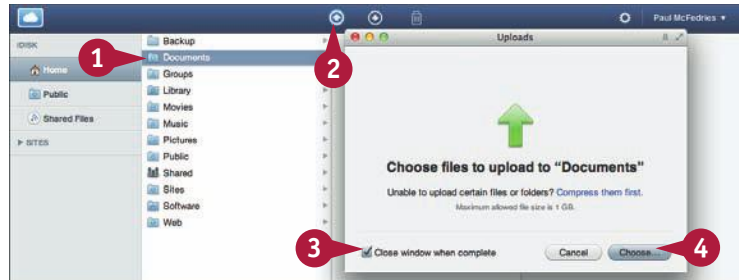 Paul McFedries
IDISK
Home
Public
Shared Files
SITES
Backup
Documents
Groups
Library
Movies
Music
Pictures
Public
Shared
Sites
Software
Web
1
2
Uploads
Choose files to upload to “Documents”
Unable to upload certain files or folders? Compress them first.
Maximum allowed file size is 1 GB.
3
Close window when complete
Cancel
Choose...
4